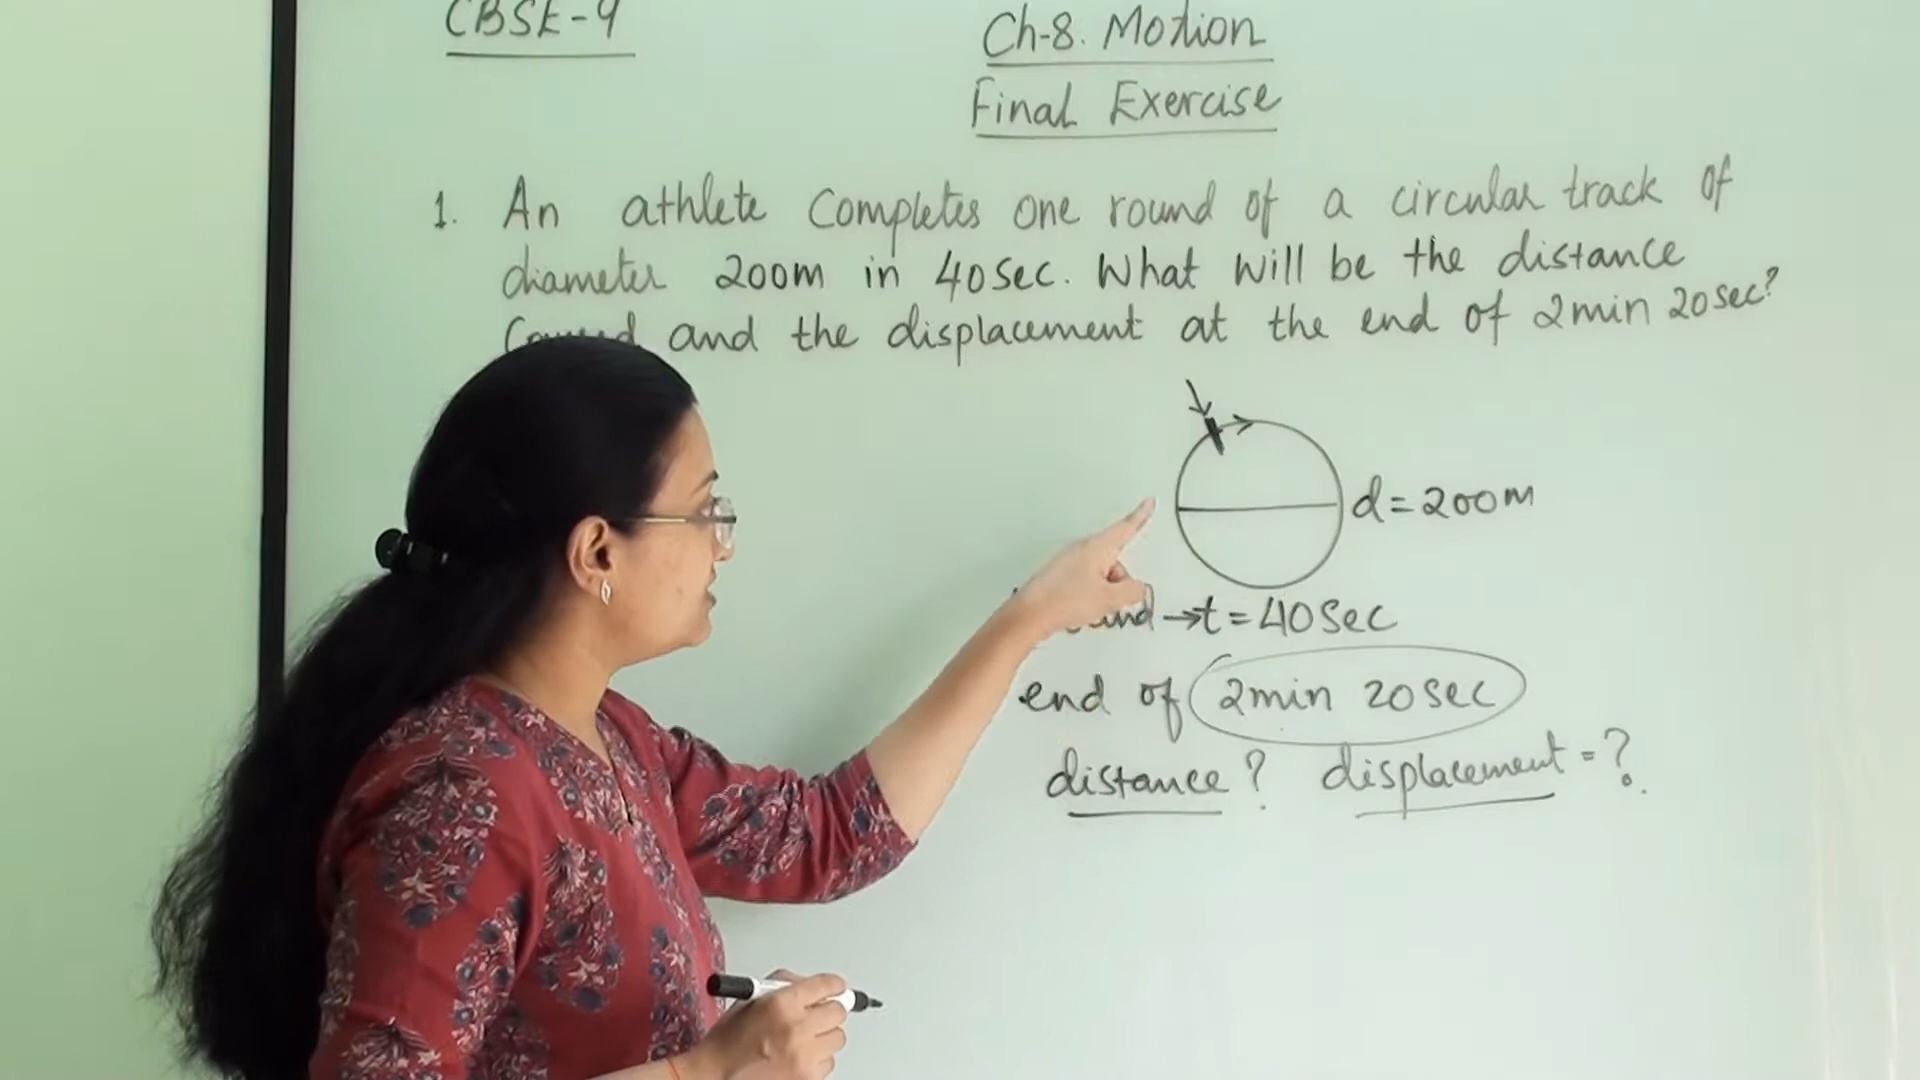 CBSE-9
Ch-8. Motion
Final Exercise
1. An athlete Completes one round of a circular track of
diameter 200m in 40sec. What will be the distance
and the displacement at the end of 2min 20sec?
d=200m
→t=40Sec
end of 2min 20sec
distance? displacement=?